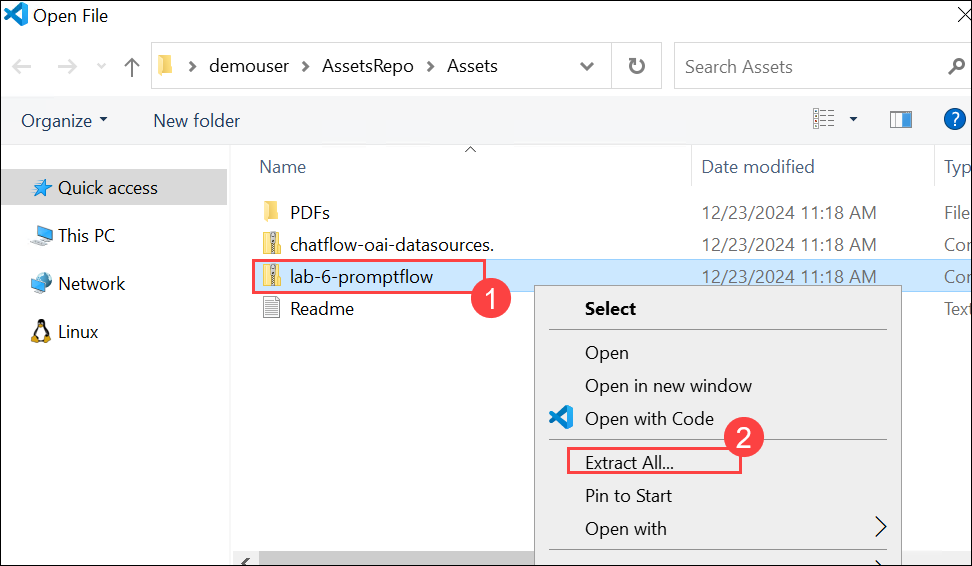 Open File
demouser > AssetsRepo > Assets
Search Assets
Organize
New folder
?
Name
Date modified
Typ
Quick access
This PC
Network
Linux
PDFs 12/23/2024 11:18 AM File
chatflow-oai-datasources. 12/23/2024 11:18 AM Con
lab-6-promptflow 12/23/2024 11:18 AM Con
1
Readme Text
Select
Open
Open in new window
Open with Code
2
Extract All...
Pin to Start
Open with